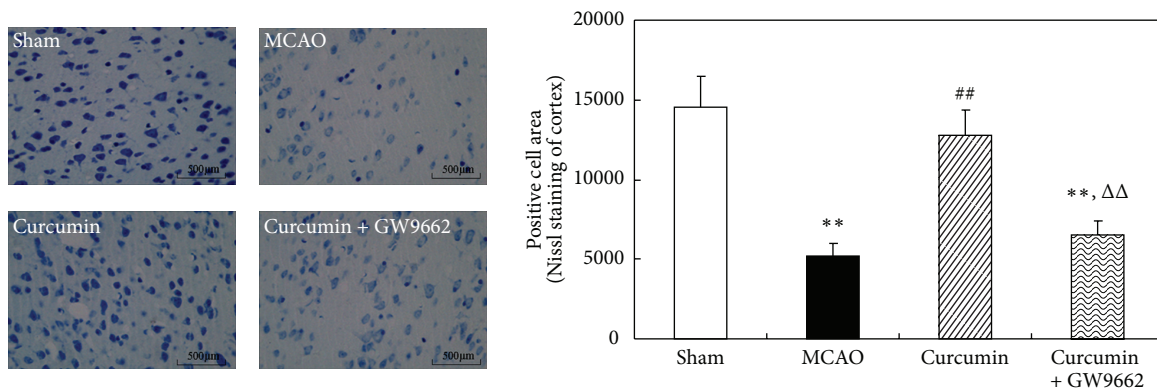 Sham
500μm
MCAO
500μm
Curcumin
500μm
Curcumin + GW9662
500μm
Positive cell area
(Nissl staining of cortex)
20000
15000
10000
5000
0
**
##
**, ΔΔ
Sham
MCAO
Curcumin
Curcumin
+ GW9662